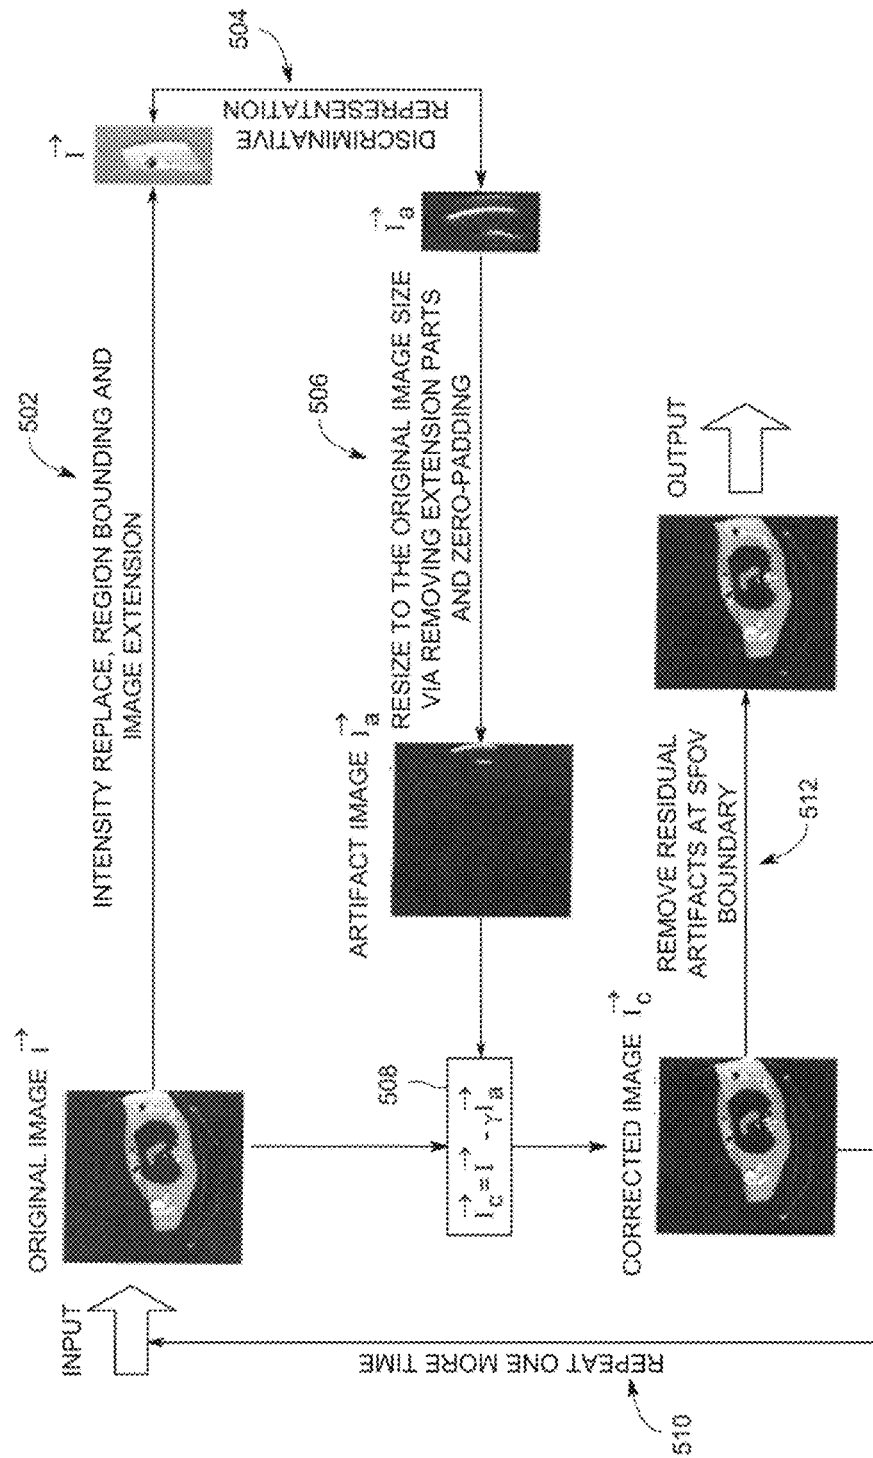 INPUT
ORIGINAL IMAGE I
502
INTENSITY REPLACE, REGION BOUNDING AND
IMAGE EXTENSION
I
504
DISCRIMINATIVE
REPRESENTATION
I a
506
RESIZE TO THE ORIGINAL IMAGE SIZE
VIA REMOVING EXTENSION PARTS
AND ZERO-PADDING
ARTIFACT IMAGE I a
508
I c = I - γI a
CORRECTED IMAGE I c
REMOVE RESIDUAL
ARTIFACTS AT SFOV
BOUNDARY
512
OUTPUT
REPEAT ONE MORE TIME
510